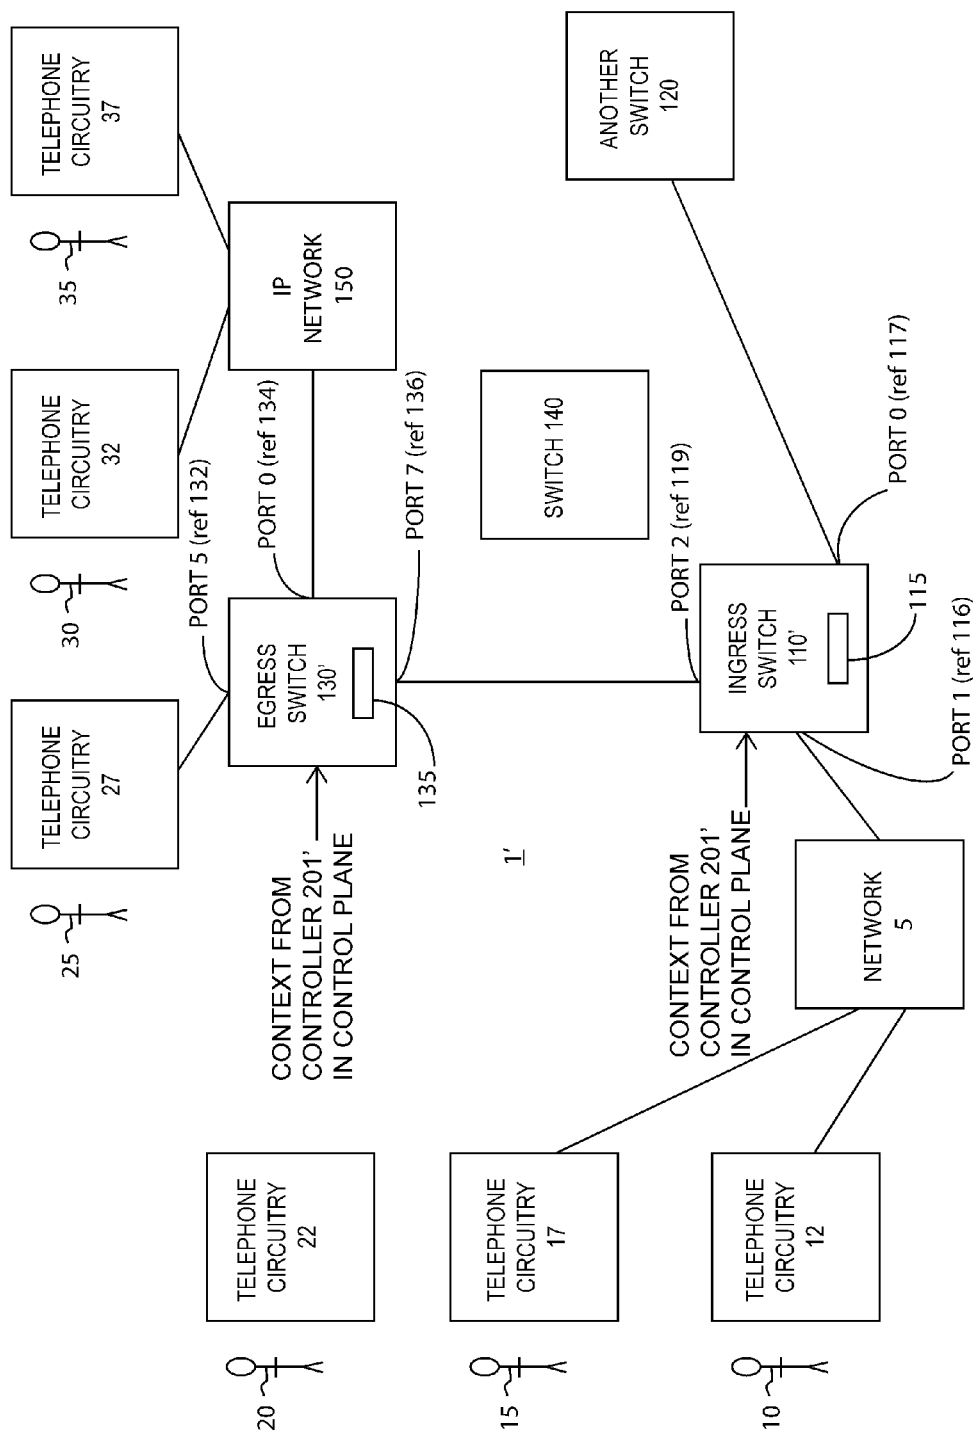 TELEPHONE
CIRCUITRY
22
20
TELEPHONE
CIRCUITRY
17
15
TELEPHONE
CIRCUITRY
12
10
CONTEXT FROM
CONTROLLER 201'
IN CONTROL PLANE
1'
CONTEXT FROM
CONTROLLER 201'
IN CONTROL PLANE
NETWORK
5
TELEPHONE
CIRCUITRY
27
25
PORT 5 (ref 132)
EGRESS
SWITCH
130'
135
PORT 0 (ref 134)
PORT 7 (ref 136)
PORT 2 (ref 119)
INGRESS
SWITCH
110'
115
PORT 1 (ref 116)
PORT 0 (ref 117)
TELEPHONE
CIRCUITRY
32
30
SWITCH 140
IP
NETWORK
150
TELEPHONE
CIRCUITRY
37
35
ANOTHER
SWITCH
120